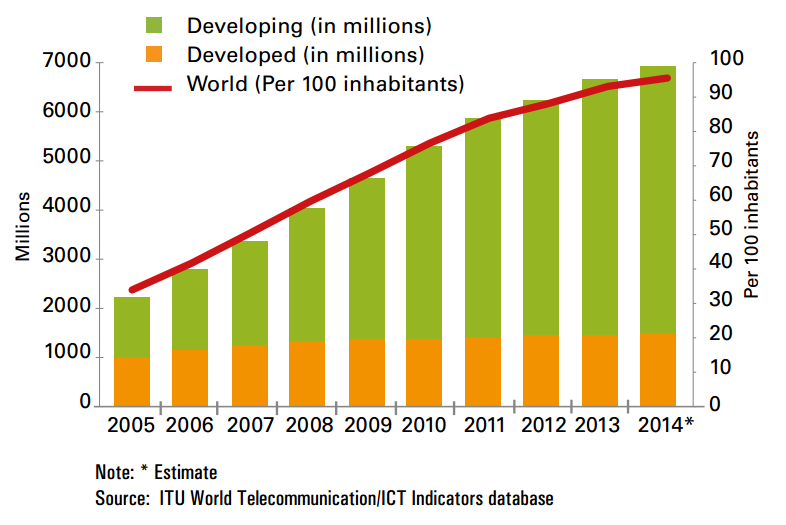 Developing (in millions)
Developed (in millions)
World (Per 100 inhabitants)
7000
6000
5000
4000
3000
2000
1000
0
Millions
100
90
80
70
60
50
40
30
20
10
0
Per 100 inhabitants
2005 2006 2007 2008 2009 2010 2011 2012 2013 2014*
Note: * Estimate
Source: ITU World Telecommunication/ICT Indicators database